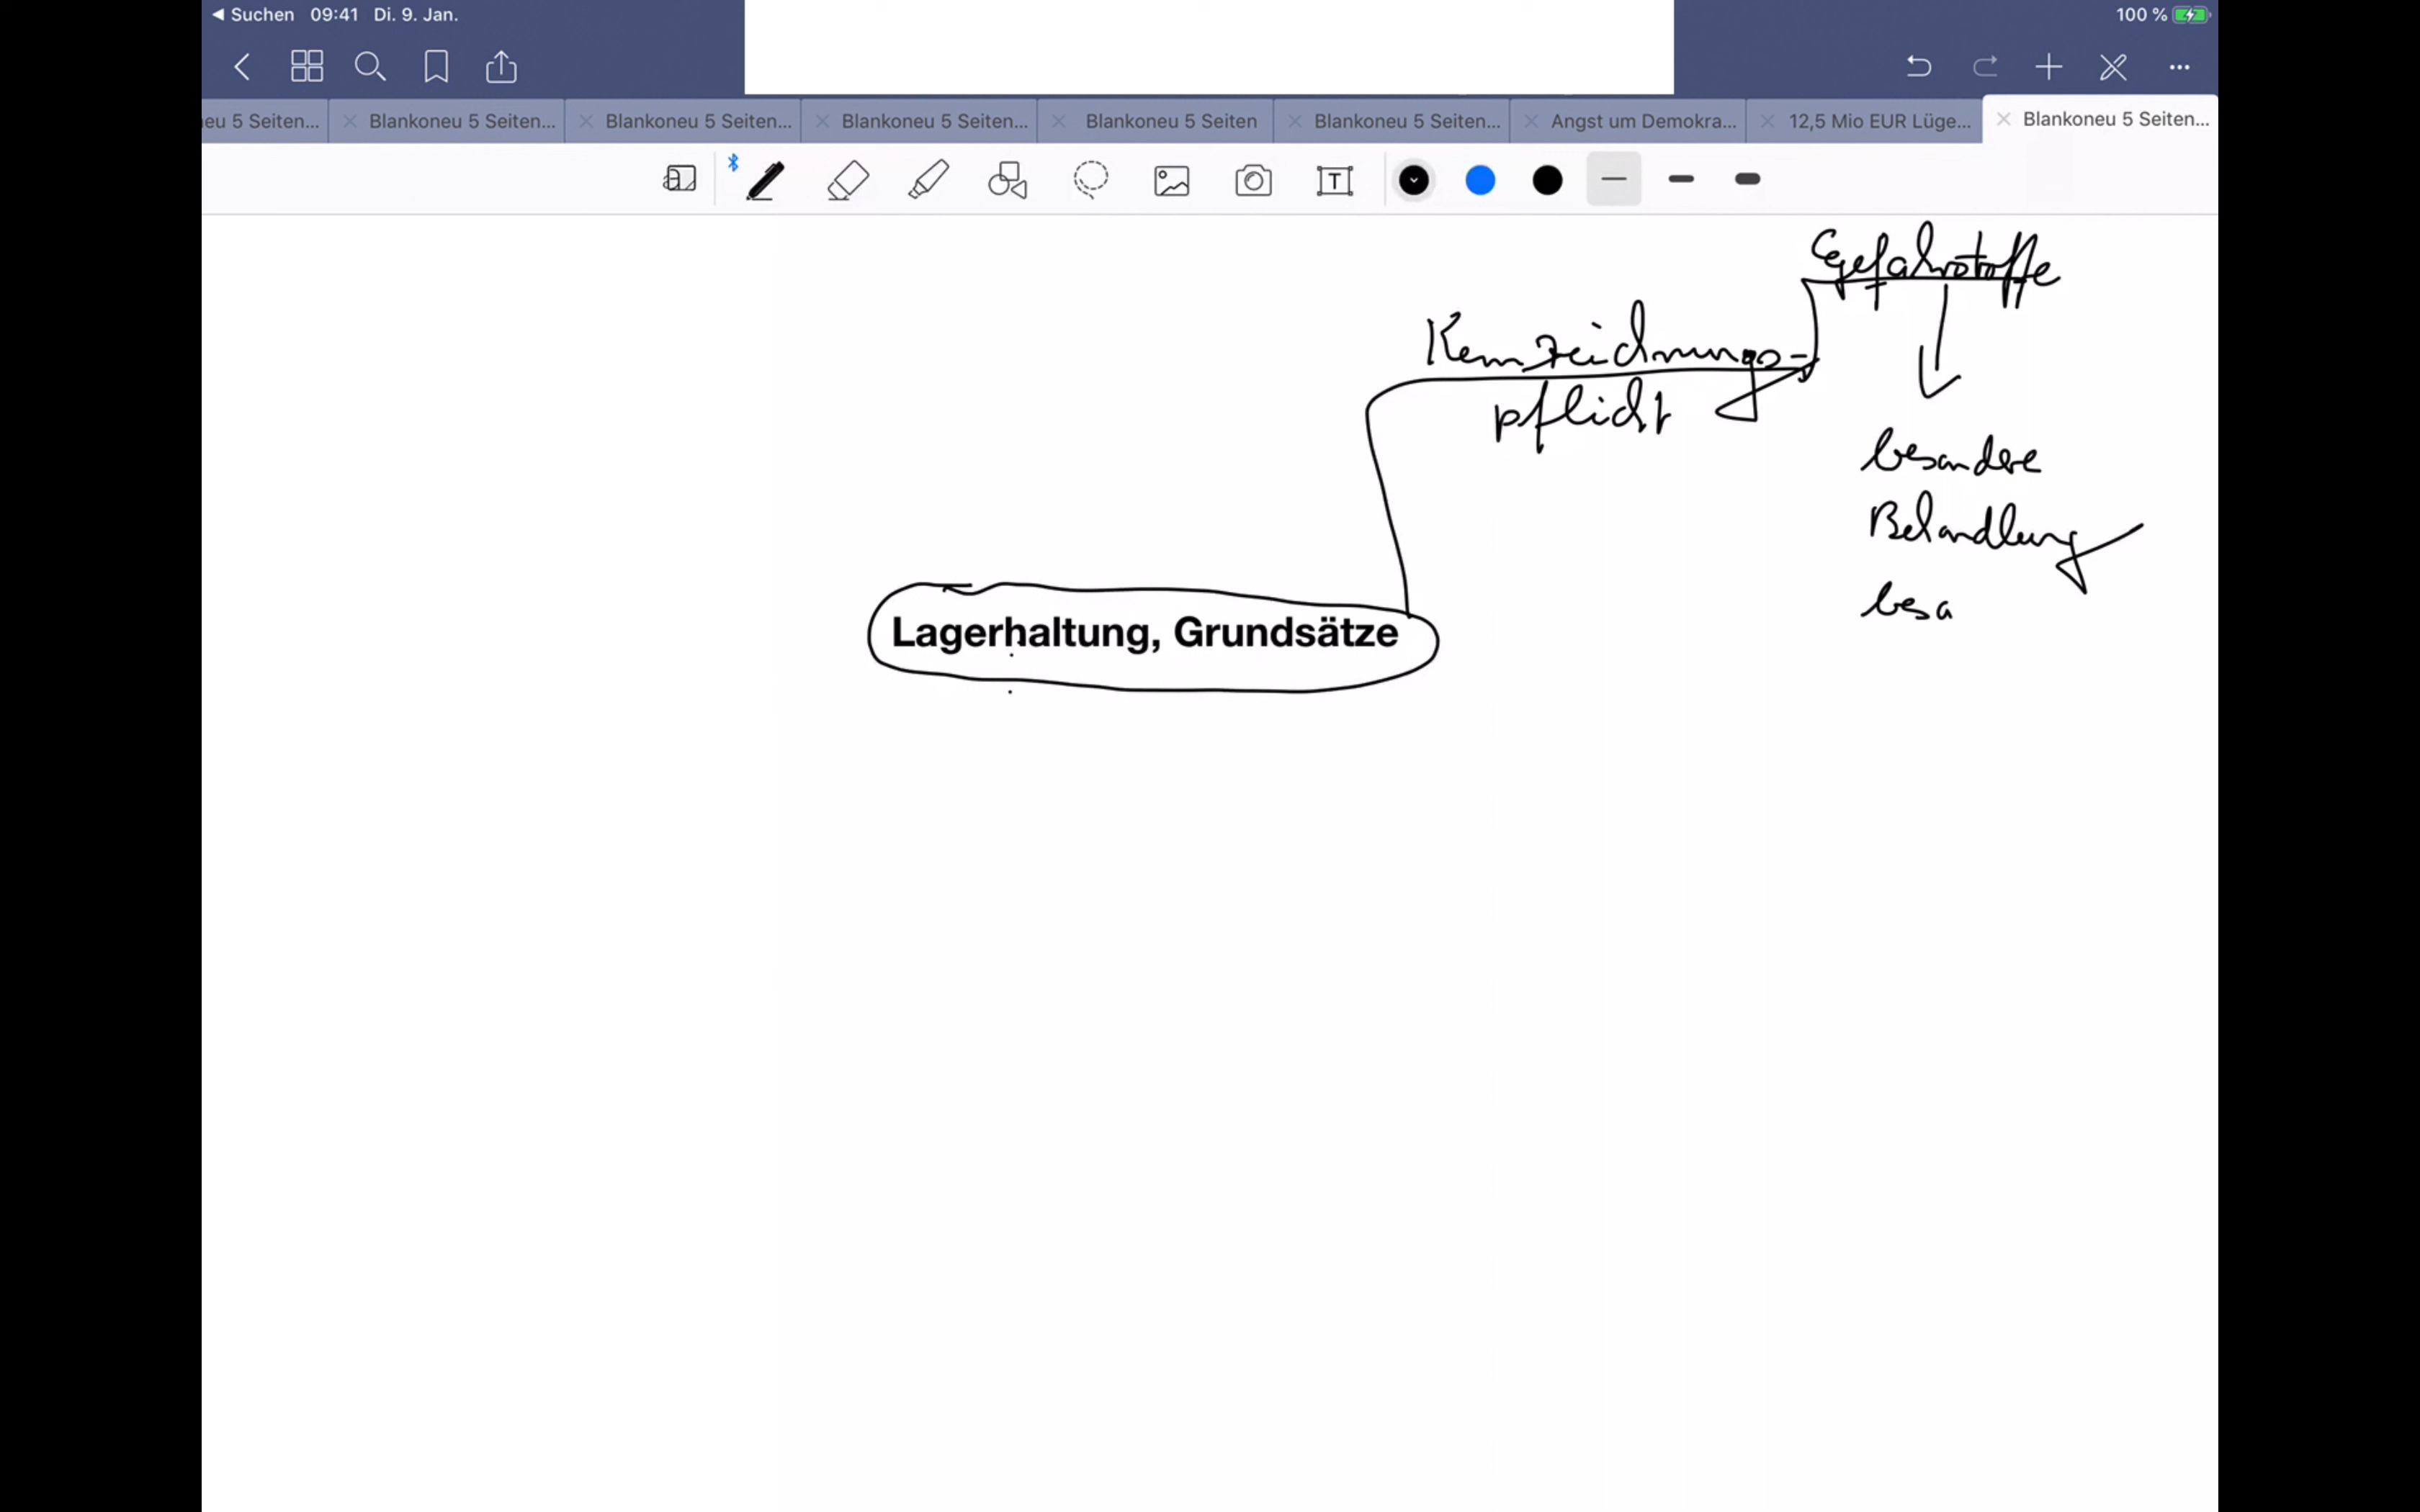 ◀ Suchen 09:41 Di. 9. Jan. 100 %
eu 5 Seiten... Blankoneu 5 Seiten... Blankoneu 5 Seiten... Blankoneu 5 Seiten... Blankoneu 5 Seiten Blankoneu 5 Seiten... Angst um Demokra... 12,5 Mio EUR Lüge... Blankoneu 5 Seiten...
Gefahrstoffe
Kennzeichnungs-
pflicht
besondere
Behandlung
besa
Lagerhaltung, Grundsätze